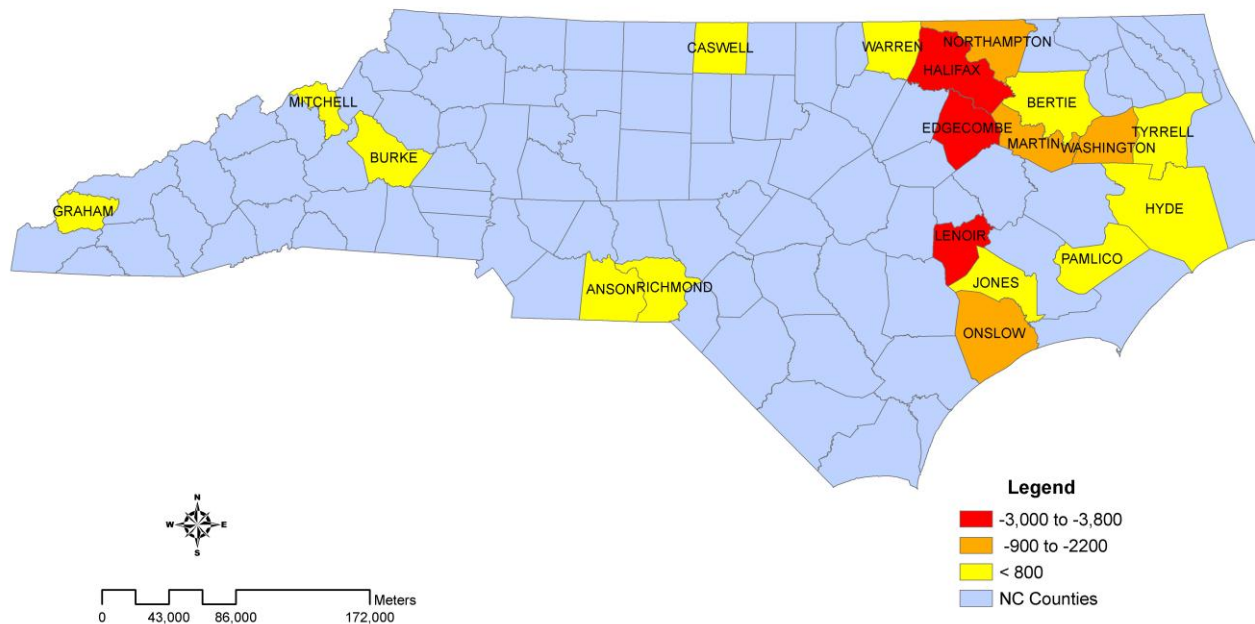 CASWELL
WARREN
NORTHAMPTON
HALIFAX
MITCHELL
BERTIE
EDGECOMBE
TYRRELL
MARTIN
WASHINGTON
BURKE
HYDE
GRAHAM
LENOIR
PAMLICO
JONES
ANSON
RICHMOND
ONSLOW
Legend
-3,000 to -3,800
-900 to -2200
< 800
NC Counties
N
W
E
S
Meters
0 43,000 86,000 172,000